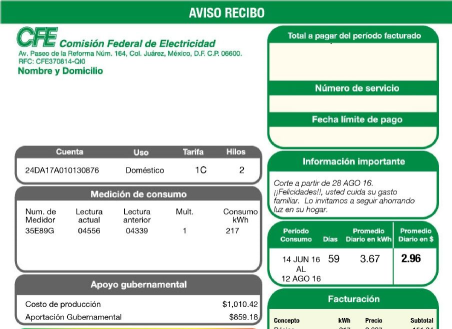 AVISO RECIBO
CFE Comisión Federal de Electricidad
Av. Paseo de la Reforma Núm. 164, Col. Juárez, México, D.F. C.P. 06600.
RFC: CFE370814-QI0
Nombre y Domicilio
Total a pagar del periodo facturado
Número de servicio
Fecha límite de pago
Cuenta Uso Tarifa Hilos
24DA17A010130876 Doméstico 1C 2
Medición de consumo
Num. de Medidor Lectura actual Lectura anterior Mult. Consumo kWh
35E89G 04556 04339 1 217
Apoyo gubernamental
Costo de producción $1,010.42
Aportación Gubernamental $859.18
Información importante
Corte a partir de 28 AGO 16.
¡¡Felicidades!!, usted cuida su gasto
familiar. Lo invitamos a seguir ahorrando
luz en su hogar.
Periodo Consumo Dias Promedio Diario en kWh Promedio Diario en $
14 JUN 16 59 3.67 2.96
AL
12 AGO 16
Facturación
Concepto kWh Precio Subtotal